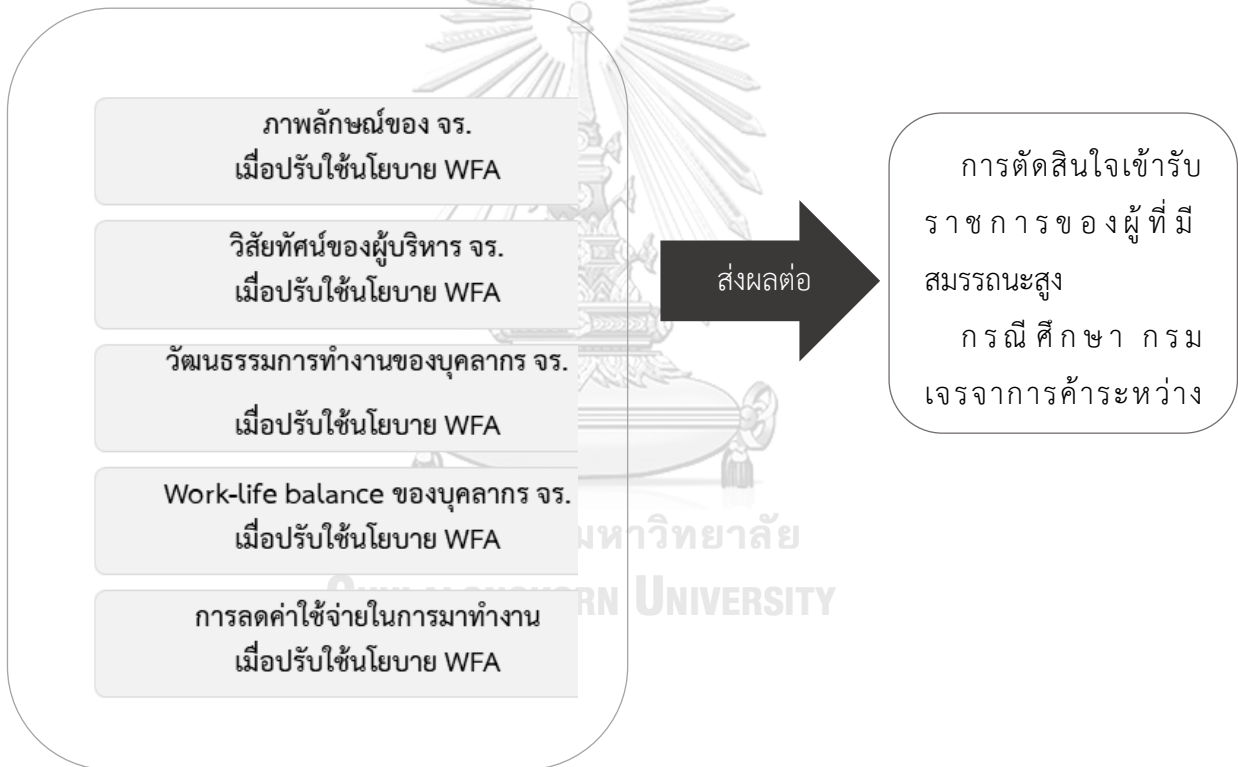 ภาพลักษณ์ของ จร.
เมื่อปรับใช้นโยบาย WFA
วิสัยทัศน์ของผู้บริหาร จร.
เมื่อปรับใช้นโยบาย WFA
วัฒนธรรมการทำงานของบุคลากร จร.
เมื่อปรับใช้นโยบาย WFA
Work-life balance ของบุคลากร จร.
เมื่อปรับใช้นโยบาย WFA
การลดค่าใช้จ่ายในการมาทำงาน
เมื่อปรับใช้นโยบาย WFA
ส่งผลต่อ
การตัดสินใจเข้ารับ
ราชการของผู้ที่มี
สมรรถนะสูง
กรณีศึกษา กรม
เจรจาการค้าระหว่าง
มหาวิทยาลัย
UNIVERSITY